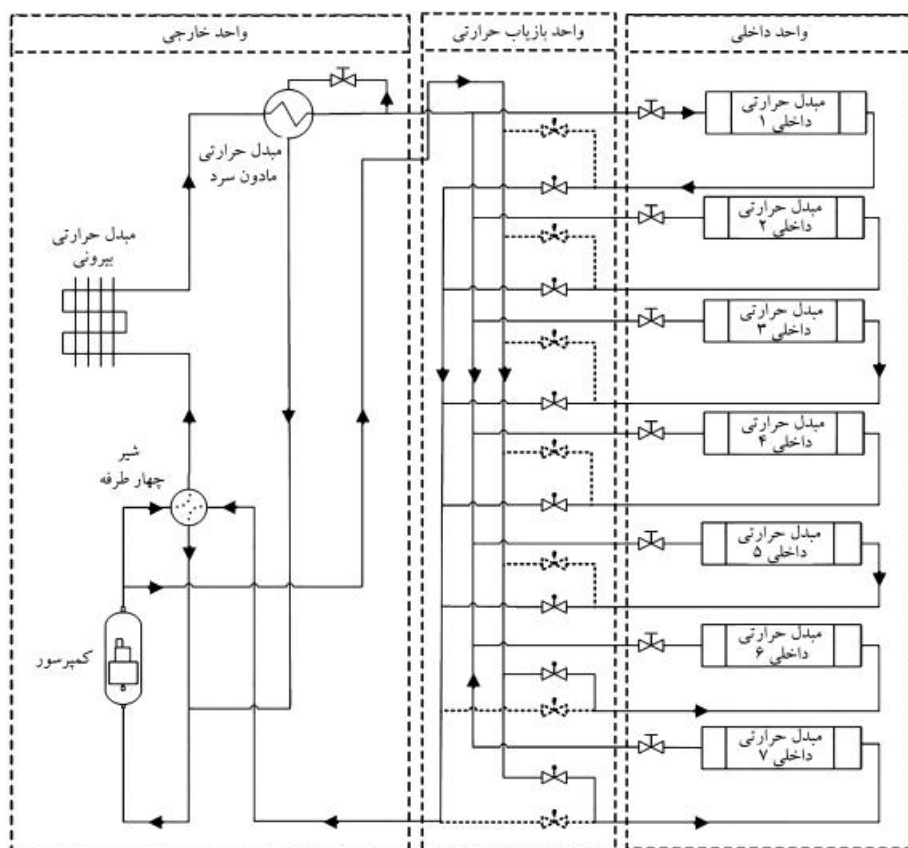 واحد داخلی
واحد بازیاب حرارتی
واحد خارجی
مبدل حرارتی
داخلی ۱
مبدل حرارتی
مادون سرد
مبدل حرارتی
داخلی ۲
مبدل حرارتی
بیرونی
مبدل حرارتی
داخلی ۳
مبدل حرارتی
داخلی ۴
شیر
چهار طرفه
مبدل حرارتی
داخلی ۵
کمپرسور
مبدل حرارتی
داخلی ۶
مبدل حرارتی
داخلی ۷